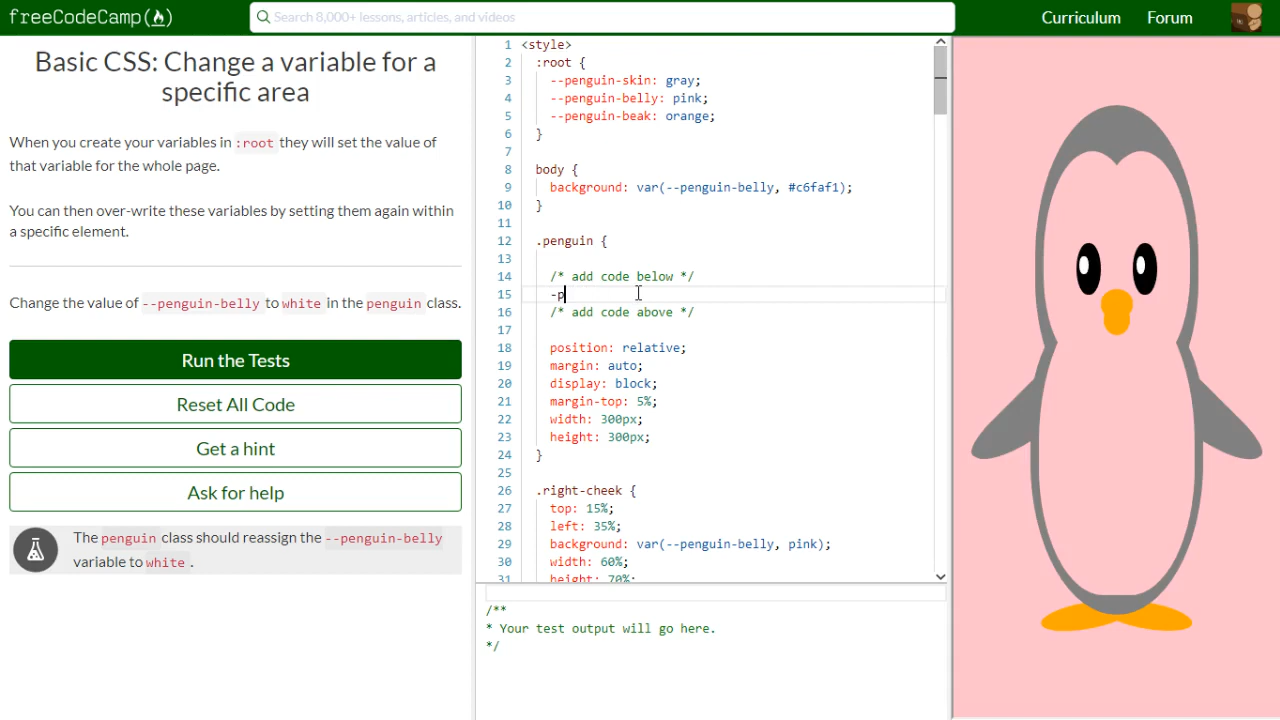 freeCodeCamp(🔥)
Search 8,000+ lessons, articles, and videos
Curriculum
Forum
Basic CSS: Change a variable for a
specific area
When you create your variables in :root they will set the value of
that variable for the whole page.
You can then over-write these variables by setting them again within
a specific element.
Change the value of --penguin-belly to white in the penguin class.
Run the Tests
Reset All Code
Get a hint
Ask for help
The penguin class should reassign the --penguin-belly
variable to white .
1 <style>
2 :root {
3 --penguin-skin: gray;
4 --penguin-belly: pink;
5 --penguin-beak: orange;
6 }
7
8 body {
9 background: var(--penguin-belly, #c6faf1);
10 }
11
12 .penguin {
13
14 /* add code below */
15 -p
16 /* add code above */
17
18 position: relative;
19 margin: auto;
20 display: block;
21 margin-top: 5%;
22 width: 300px;
23 height: 300px;
24 }
25
26 .right-cheek {
27 top: 15%;
28 left: 35%;
29 background: var(--penguin-belly, pink);
30 width: 60%;
31 height: 70%;
/**
* Your test output will go here.
*/